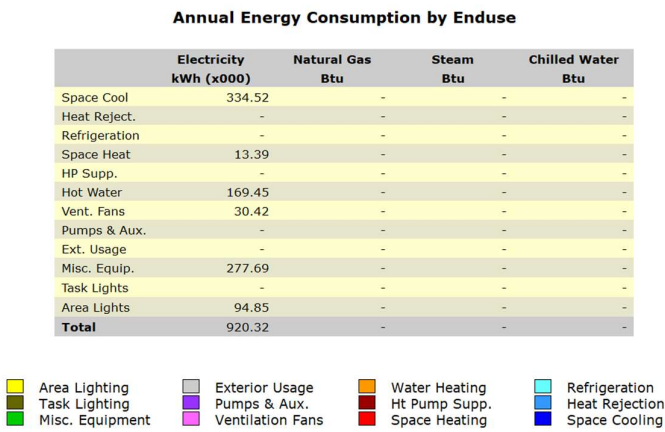 Annual Energy Consumption by Enduse
Electricity Natural Gas Steam Chilled Water
kWh (x000) Btu Btu Btu
Space Cool 334.52 - - -
Heat Reject. - - - -
Refrigeration - - - -
Space Heat 13.39 - - -
HP Supp. - - - -
Hot Water 169.45 - - -
Vent. Fans 30.42 - - -
Pumps & Aux. - - - -
Ext. Usage - - - -
Misc. Equip. 277.69 - - -
Task Lights - - - -
Area Lights 94.85 - - -
Total 920.32 - - -
Area Lighting Exterior Usage Water Heating Refrigeration
Task Lighting Pumps & Aux. Ht Pump Supp. Heat Rejection
Misc. Equipment Ventilation Fans Space Heating Space Cooling